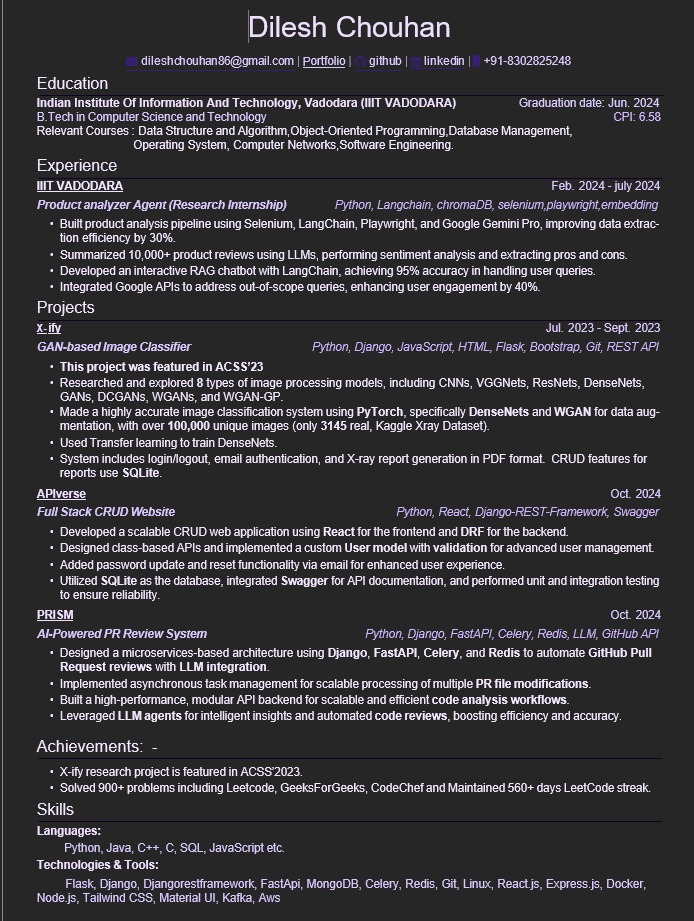 Dilesh Chouhan
dileshchouhan86@gmail.com | Portfolio | github | linkedin | +91-8302825248
Education
Indian Institute Of Information And Technology, Vadodara (IIIT VADODARA) Graduation date: Jun. 2024
B.Tech in Computer Science and Technology CPI: 6.58
Relevant Courses : Data Structure and Algorithm,Object-Oriented Programming,Database Management,
Operating System, Computer Networks,Software Engineering.
Experience
IIIT VADODARA Feb. 2024 - july 2024
Product analyzer Agent (Research Internship) Python, Langchain, chromaDB, selenium,playwright,embedding
• Built product analysis pipeline using Selenium, LangChain, Playwright, and Google Gemini Pro, improving data extrac-
tion efficiency by 30%.
• Summarized 10,000+ product reviews using LLMs, performing sentiment analysis and extracting pros and cons.
• Developed an interactive RAG chatbot with LangChain, achieving 95% accuracy in handling user queries.
• Integrated Google APIs to address out-of-scope queries, enhancing user engagement by 40%.
Projects
X-ify Jul. 2023 - Sept. 2023
GAN-based Image Classifier Python, Django, JavaScript, HTML, Flask, Bootstrap, Git, REST API
• This project was featured in ACSS'23
• Researched and explored 8 types of image processing models, including CNNs, VGGNets, ResNets, DenseNets,
GANs, DCGANs, WGANs, and WGAN-GP.
• Made a highly accurate image classification system using PyTorch, specifically DenseNets and WGAN for data aug-
mentation, with over 100,000 unique images (only 3145 real, Kaggle Xray Dataset).
• Used Transfer learning to train DenseNets.
• System includes login/logout, email authentication, and X-ray report generation in PDF format. CRUD features for
reports use SQLite.
APIverse Oct. 2024
Full Stack CRUD Website Python, React, Django-REST-Framework, Swagger
• Developed a scalable CRUD web application using React for the frontend and DRF for the backend.
• Designed class-based APIs and implemented a custom User model with validation for advanced user management.
• Added password update and reset functionality via email for enhanced user experience.
• Utilized SQLite as the database, integrated Swagger for API documentation, and performed unit and integration testing
to ensure reliability.
PRISM Oct. 2024
AI-Powered PR Review System Python, Django, FastAPI, Celery, Redis, LLM, GitHub API
• Designed a microservices-based architecture using Django, FastAPI, Celery, and Redis to automate GitHub Pull
Request reviews with LLM integration.
• Implemented asynchronous task management for scalable processing of multiple PR file modifications.
• Built a high-performance, modular API backend for scalable and efficient code analysis workflows.
• Leveraged LLM agents for intelligent insights and automated code reviews, boosting efficiency and accuracy.
Achievements: -
• X-ify research project is featured in ACSS'2023.
• Solved 900+ problems including Leetcode, GeeksForGeeks, CodeChef and Maintained 560+ days LeetCode streak.
Skills
Languages:
Python, Java, C++, C, SQL, JavaScript etc.
Technologies & Tools:
Flask, Django, Djangorestframework, FastApi, MongoDB, Celery, Redis, Git, Linux, React.js, Express.js, Docker,
Node.js, Tailwind CSS, Material UI, Kafka, Aws